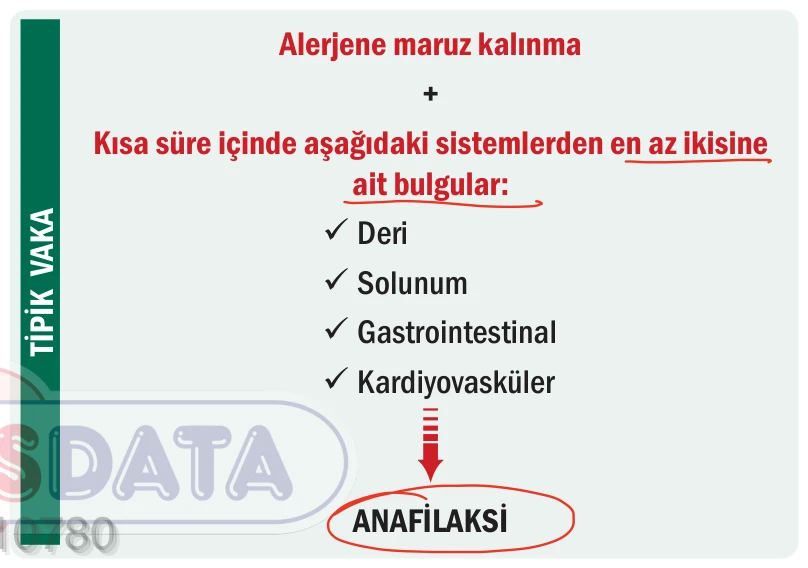 Alerjene maruz kalınma
+
Kısa süre içinde aşağıdaki sistemlerden en az ikisine
ait bulgular:
✓ Deri
✓ Solunum
✓ Gastrointestinal
✓ Kardiyovasküler
ANAFİLAKSİ
TİPİK VAKA
SDATA
10780